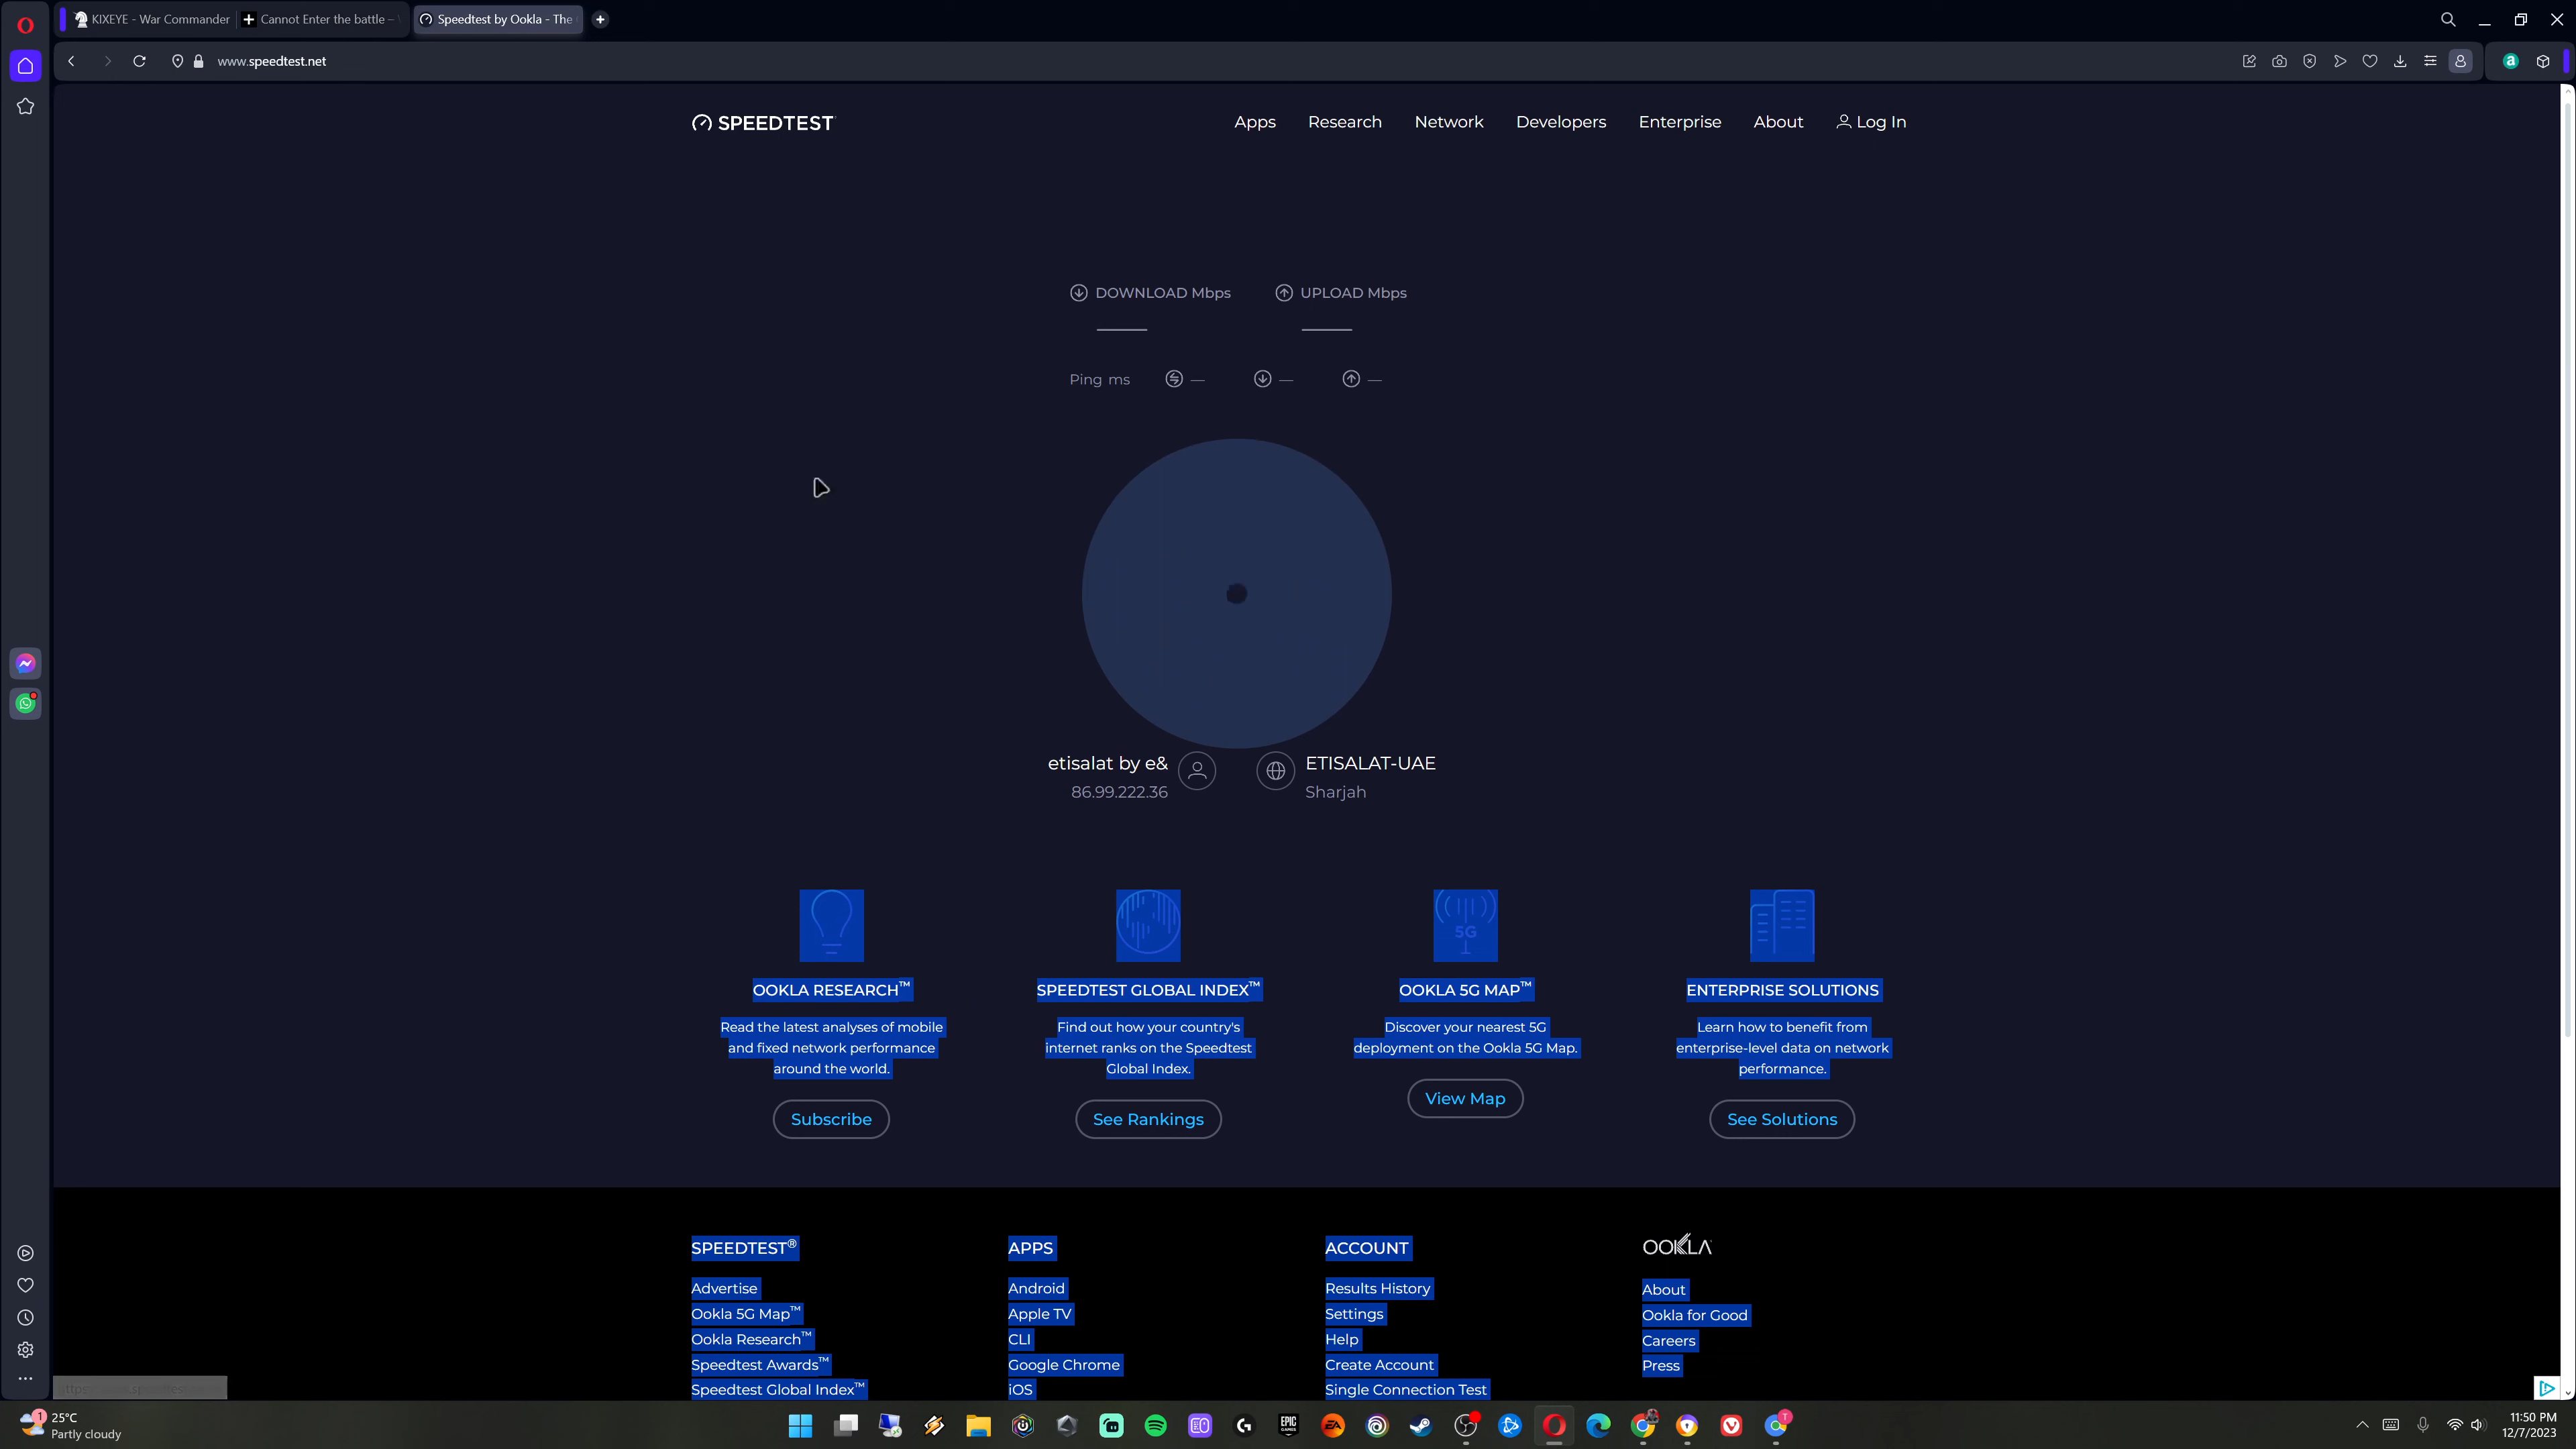 KIXEYE - War Commander
Cannot Enter the battle –
Speedtest by Ookla - The
www.speedtest.net
SPEEDTEST
Apps
Research
Network
Developers
Enterprise
About
Log In
DOWNLOAD Mbps
UPLOAD Mbps
Ping ms
—
—
—
etisalat by e&
86.99.222.36
ETISALAT-UAE
Sharjah
5G
OOKLA RESEARCH™
Read the latest analyses of mobile
and fixed network performance
around the world.
Subscribe
SPEEDTEST GLOBAL INDEX™
Find out how your country's
internet ranks on the Speedtest
Global Index.
See Rankings
OOKLA 5G MAP™
Discover your nearest 5G
deployment on the Ookla 5G Map.
View Map
ENTERPRISE SOLUTIONS
Learn how to benefit from
enterprise-level data on network
performance.
See Solutions
SPEEDTEST®
Advertise
Ookla 5G Map™
Ookla Research™
Speedtest Awards™
Speedtest Global Index™
APPS
Android
Apple TV
CLI
Google Chrome
iOS
ACCOUNT
Results History
Settings
Help
Create Account
Single Connection Test
OOKLA
About
Ookla for Good
Careers
Press
1
25°C
Partly cloudy
EPIC
GAMES
EA
T
11:50 PM
12/7/2023